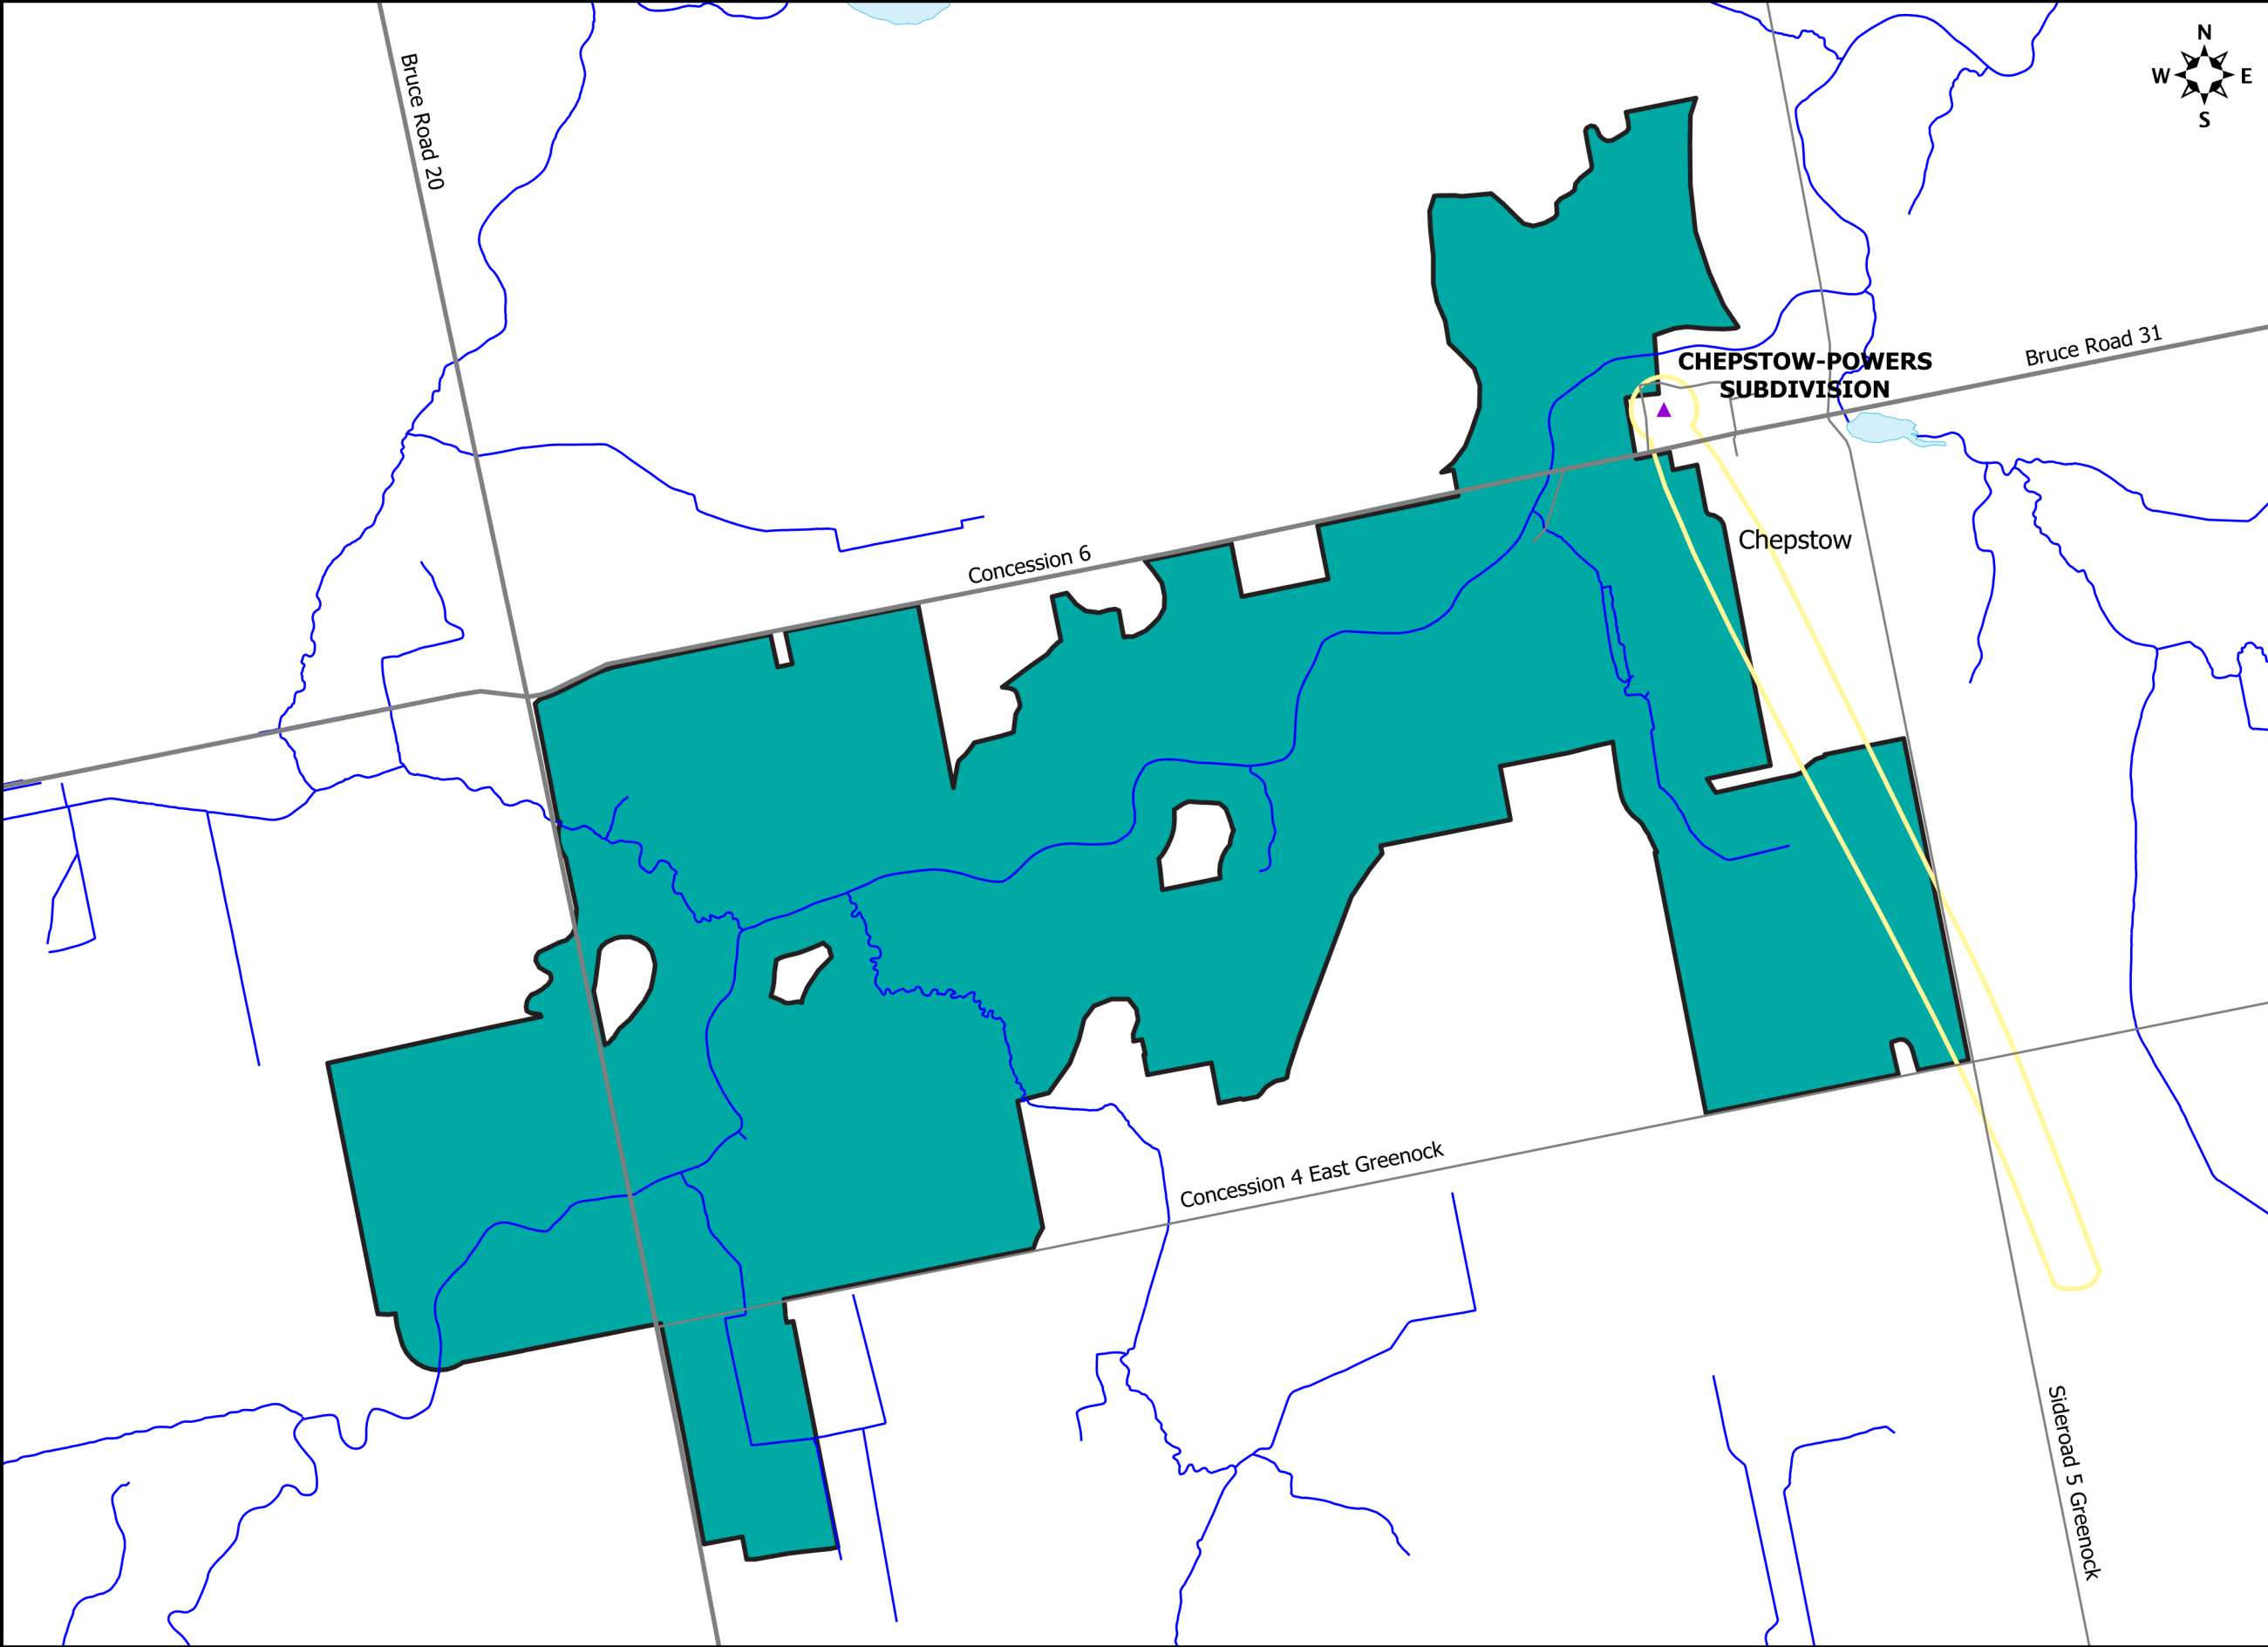 N
W E
S
Bruce Road 20
CHEPSTOW-POWERS
SUBDIVISION
Bruce Road 31
Chepstow
Concession 6
Concession 4 East Greenock
Sideroad 5 Greenock